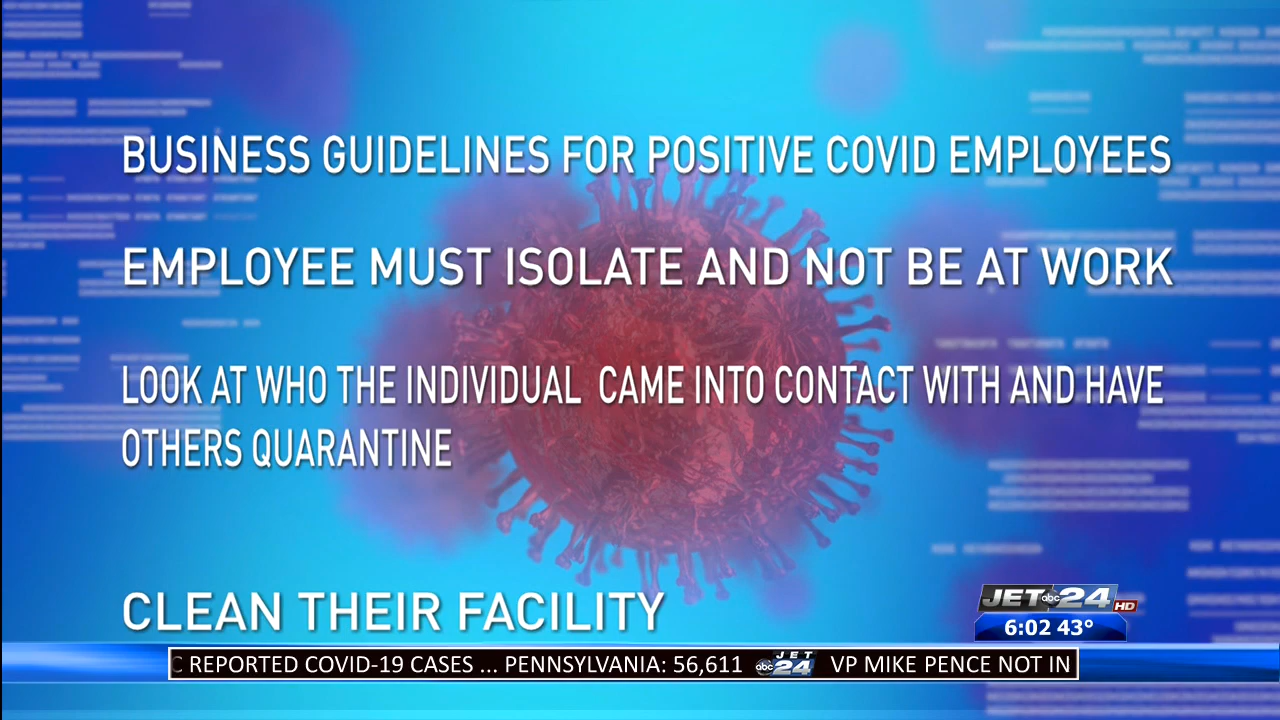 BUSINESS GUIDELINES FOR POSITIVE COVID EMPLOYEES
EMPLOYEE MUST ISOLATE AND NOT BE AT WORK
LOOK AT WHO THE INDIVIDUAL CAME INTO CONTACT WITH AND HAVE
OTHERS QUARANTINE
CLEAN THEIR FACILITY
JET abc 24 HD
6:02 43°
C REPORTED COVID-19 CASES ... PENNSYLVANIA: 56,611 abc JET 24 VP MIKE PENCE NOT IN